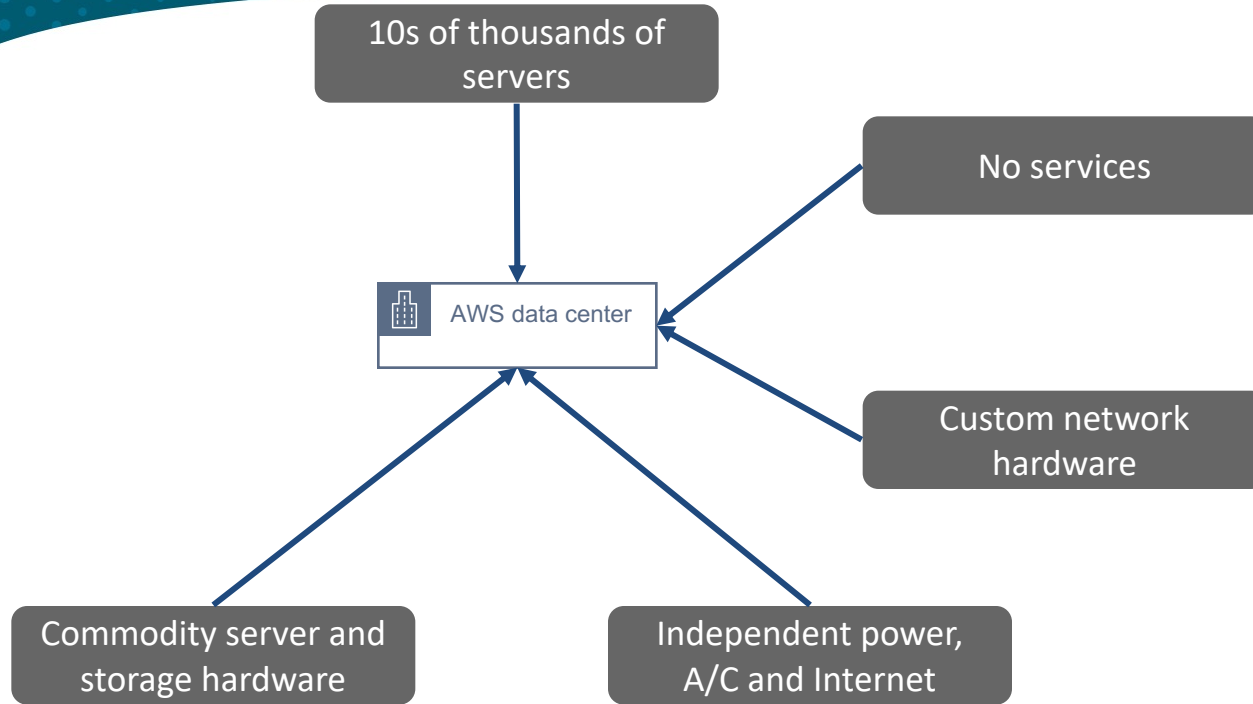 10s of thousands of
servers
No services
AWS data center
Custom network
hardware
Commodity server and
storage hardware
Independent power,
A/C and Internet